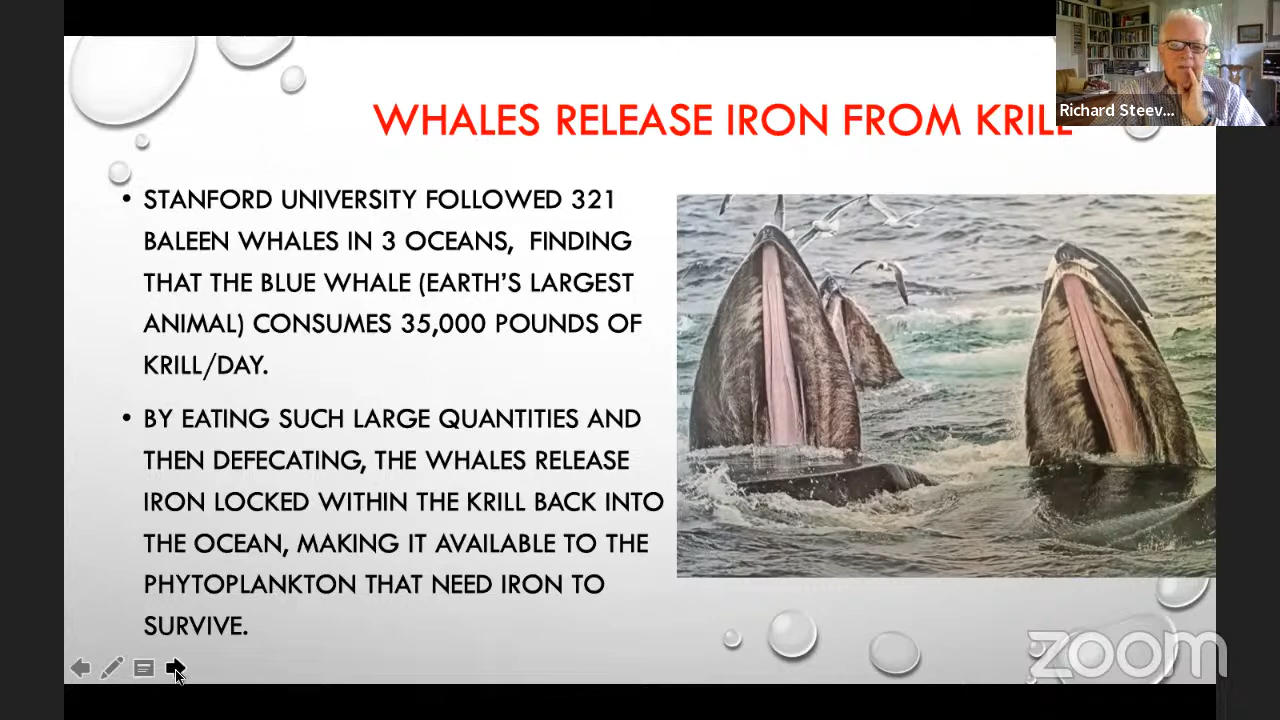 WHALES RELEASE IRON FROM KRILL
Richard Steev...
• STANFORD UNIVERSITY FOLLOWED 321
BALEEN WHALES IN 3 OCEANS, FINDING
THAT THE BLUE WHALE (EARTH'S LARGEST
ANIMAL) CONSUMES 35,000 POUNDS OF
KRILL/DAY.
• BY EATING SUCH LARGE QUANTITIES AND
THEN DEFECATING, THE WHALES RELEASE
IRON LOCKED WITHIN THE KRILL BACK INTO
THE OCEAN, MAKING IT AVAILABLE TO THE
PHYTOPLANKTON THAT NEED IRON TO
SURVIVE.
zoom